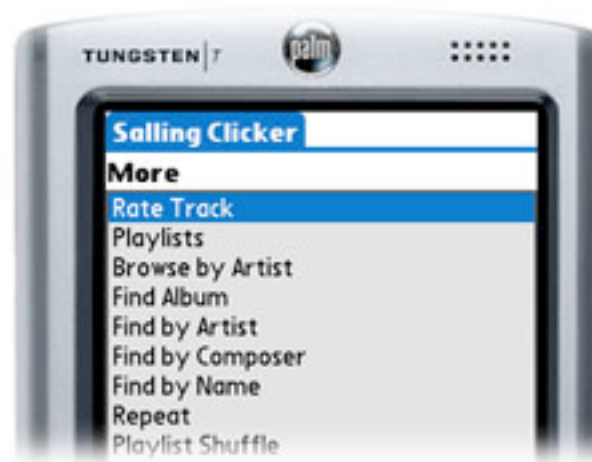 TUNGSTEN|T palm
Salling Clicker
More
Rate Track
Playlists
Browse by Artist
Find Album
Find by Artist
Find by Composer
Find by Name
Repeat
Playlist Shuffle